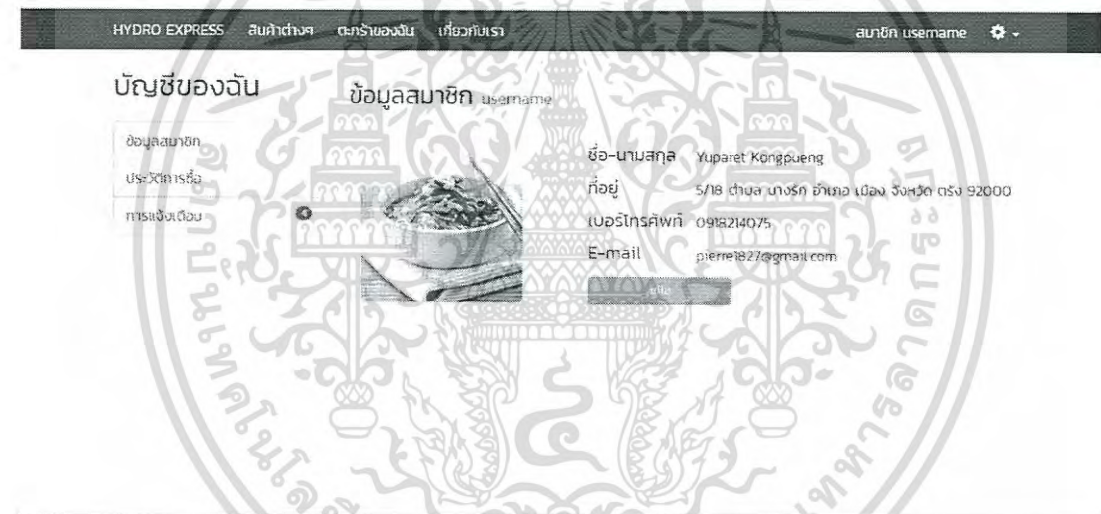 HYDRO EXPRESS สินค้าต่างๆ ตะกร้าของฉัน เกี่ยวกับเรา สมาชิก username
บัญชีของฉัน
ข้อมูลสมาชิก username
ข้อมูลสมาชิก
ประวัติการซื้อ
การแจ้งเตือน
ชื่อ-นามสกุล Yuparet Kongpueng
ที่อยู่ 5/18 ตำบล นางรัก อำเภอ เมือง จังหวัด ตรัง 92000
เบอร์โทรศัพท์ 0918214075
E-mail pierre1827@gmail.com